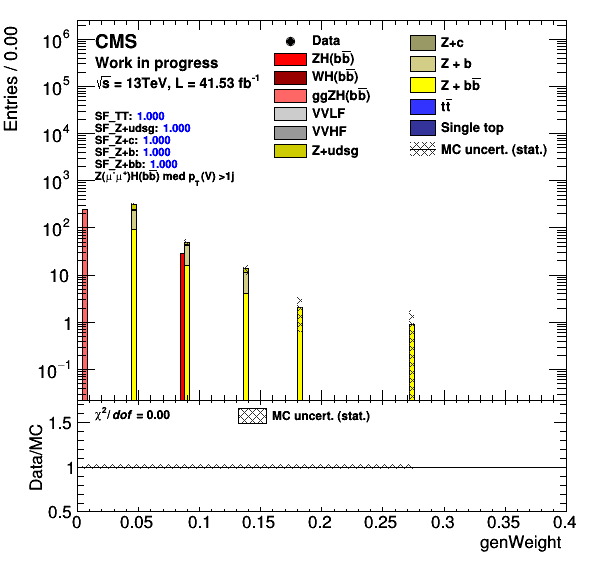 CMS
Work in progress
√s = 13TeV, L = 41.53 fb⁻¹
SF_TT: 1.000
SF_Z+udsg: 1.000
SF_Z+c: 1.000
SF_Z+b: 1.000
SF_Z+bb: 1.000
Z(μ⁻μ⁺)H(bb̅) med p_T(V) >1j
Data
ZH(bb̅)
WH(bb̅)
ggZH(bb̅)
VVLF
VVHF
Z+udsg
Z+c
Z + b
Z + bb̅
tt̅
Single top
MC uncert. (stat.)
Entries / 0.00
10⁶
10⁵
10⁴
10³
10²
10
1
10⁻¹
χ²/dof = 0.00
MC uncert. (stat.)
Data/MC
1.5
1
0.5
0 0.05 0.1 0.15 0.2 0.25 0.3 0.35 0.4
genWeight